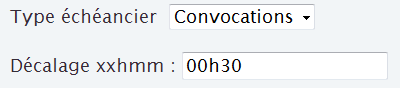 Type échéancier Convocations
Décalage xxhmm : 00h30